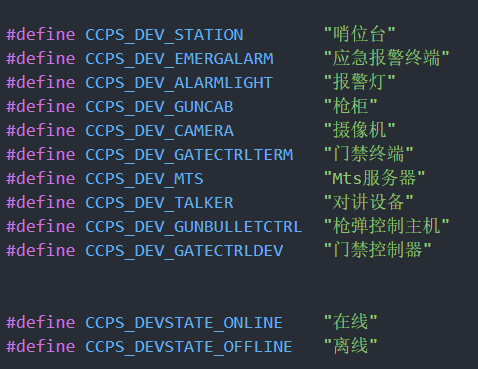 #define CCPS_DEV_STATION "哨位台"
#define CCPS_DEV_EMERGALARM "应急报警终端"
#define CCPS_DEV_ALARMLIGHT "报警灯"
#define CCPS_DEV_GUNCAB "枪柜"
#define CCPS_DEV_CAMERA "摄像机"
#define CCPS_DEV_GATECTRLTERM "门禁终端"
#define CCPS_DEV_MTS "Mts服务器"
#define CCPS_DEV_TALKER "对讲设备"
#define CCPS_DEV_GUNBULLETCTRL "枪弹控制主机"
#define CCPS_DEV_GATECTRLDEV "门禁控制器"
#define CCPS_DEVSTATE_ONLINE "在线"
#define CCPS_DEVSTATE_OFFLINE "离线"